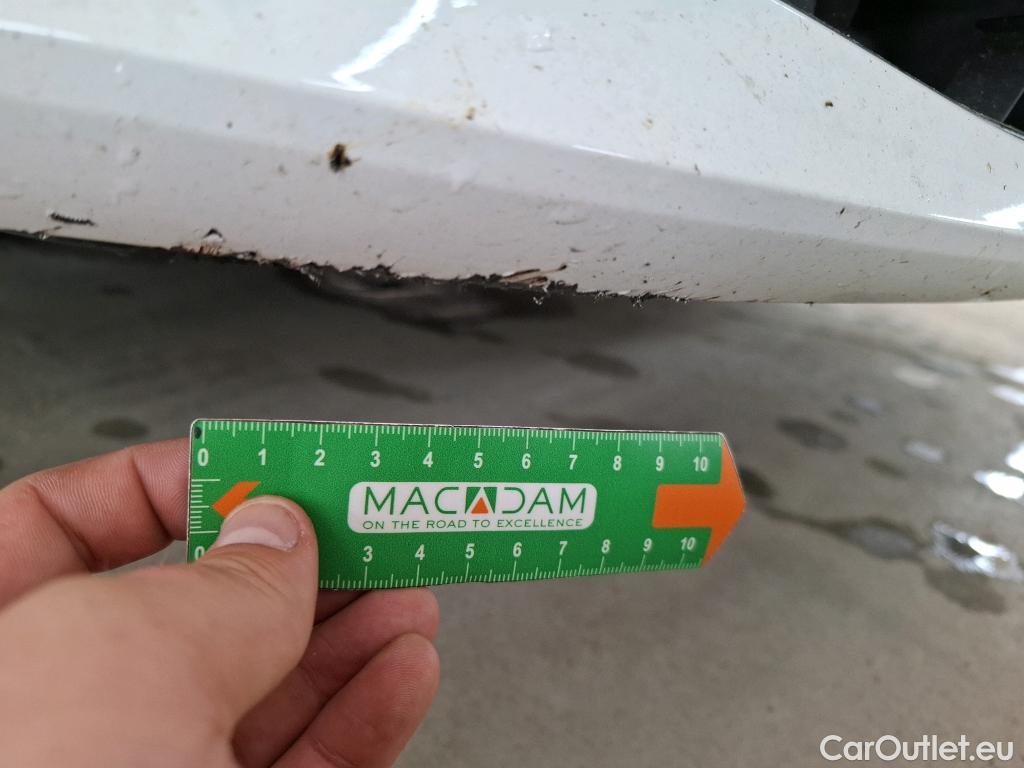 0 1 2 3 4 5 6 7 8 9 10
MACADAM
ON THE ROAD TO EXCELLENCE
0 3 4 5 6 7 8 9 10
CarOutlet.eu